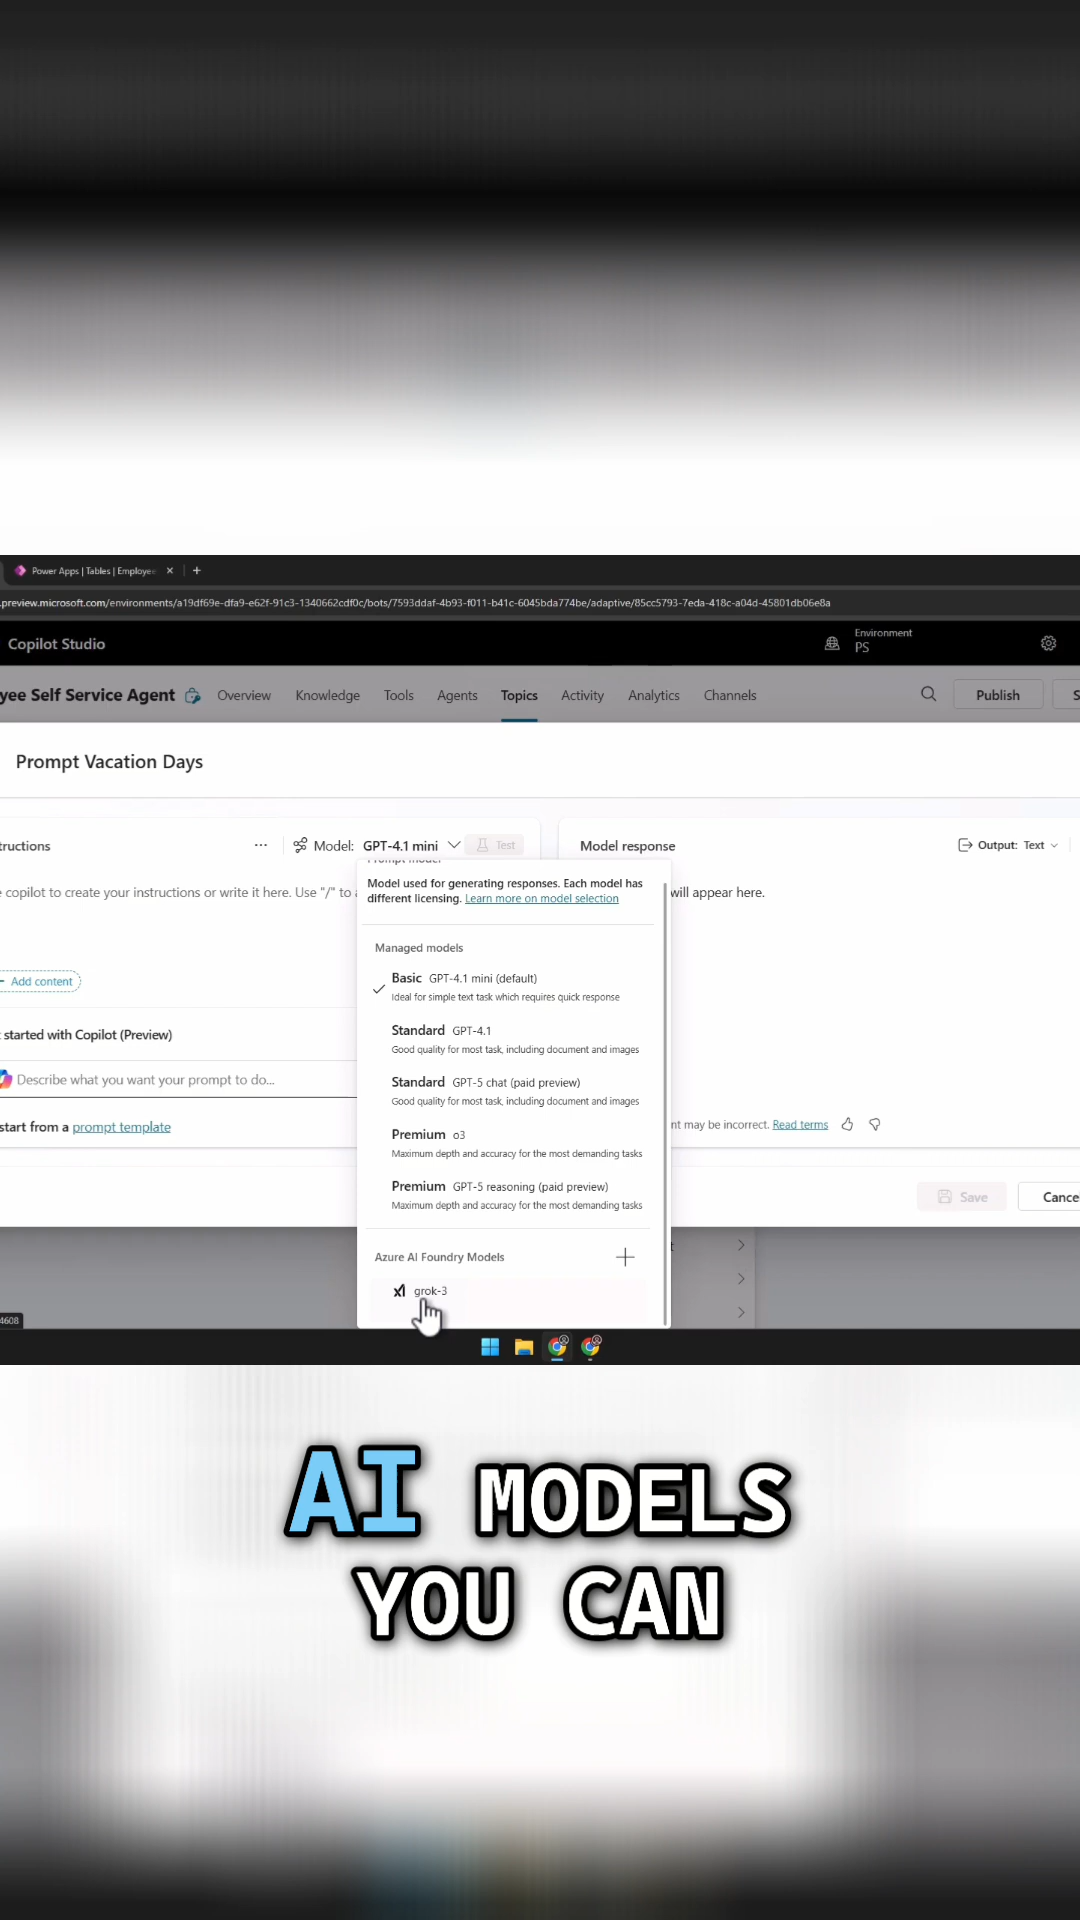 Power Apps | Tables | Employe
.preview.microsoft.com/environments/a19df69e-dfa9-e62f-91c3-1340662cdf0c/bots/7593ddaf-4b93-f011-b41c-6045bda774be/adaptive/85cc5793-7eda-418c-a04d-45801db06e8a
Copilot Studio
Environment
PS
yee Self Service Agent Overview Knowledge Tools Agents Topics Activity Analytics Channels Publish S
Prompt Vacation Days
tructions ... Model: GPT-4.1 mini Test Model response Output: Text
Prompt model
e copilot to create your instructions or write it here. Use "/" to a
will appear here.
Model used for generating responses. Each model has
different licensing. Learn more on model selection
Managed models
Basic GPT-4.1 mini (default)
Ideal for simple text task which requires quick response
Standard GPT-4.1
Good quality for most task, including document and images
Standard GPT-5 chat (paid preview)
Good quality for most task, including document and images
Premium o3
Maximum depth and accuracy for the most demanding tasks
Premium GPT-5 reasoning (paid preview)
Maximum depth and accuracy for the most demanding tasks
Azure AI Foundry Models
grok-3
Add content
t started with Copilot (Preview)
Describe what you want your prompt to do...
start from a prompt template
nt may be incorrect. Read terms
Save Cance
t
4608
AI MODELS
YOU CAN